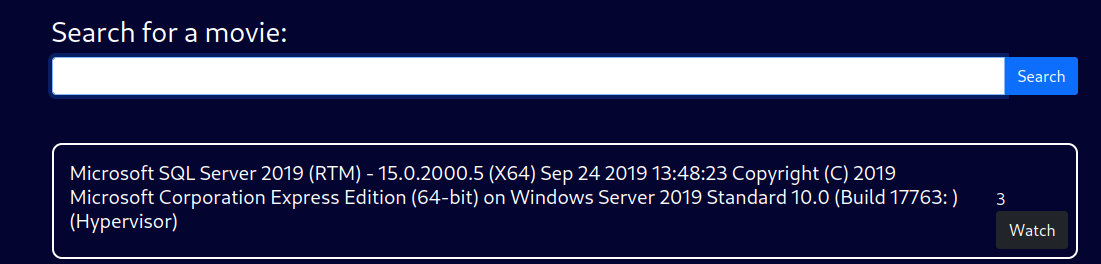 Search for a movie:
Search
Microsoft SQL Server 2019 (RTM) - 15.0.2000.5 (X64) Sep 24 2019 13:48:23 Copyright (C) 2019
Microsoft Corporation Express Edition (64-bit) on Windows Server 2019 Standard 10.0 (Build 17763: )
(Hypervisor)
3
Watch